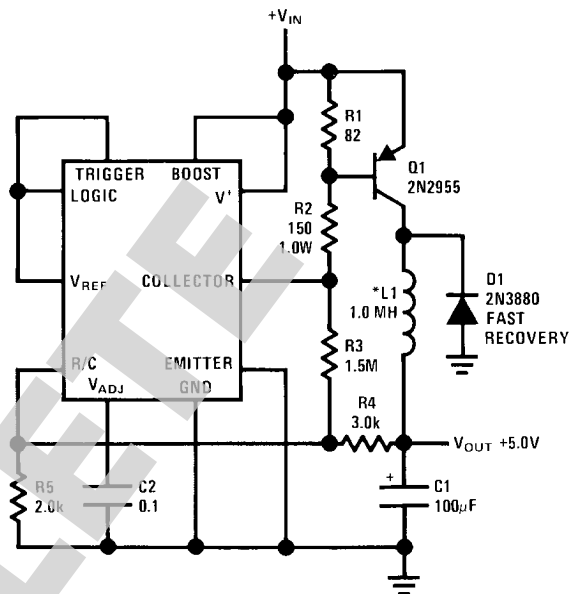 +VIN
R1
82
Q1
2N2955
TRIGGER
BOOST
LOGIC
V+
R2
150
1.0W
VREF
COLLECTOR
*L1
1.0 MH
D1
2N3880
FAST
RECOVERY
R/C
EMITTER
VADJ
GND
R3
1.5M
R4
3.0k
VOUT +5.0V
R5
2.0k
C2
0.1
+
C1
100μF
LETE